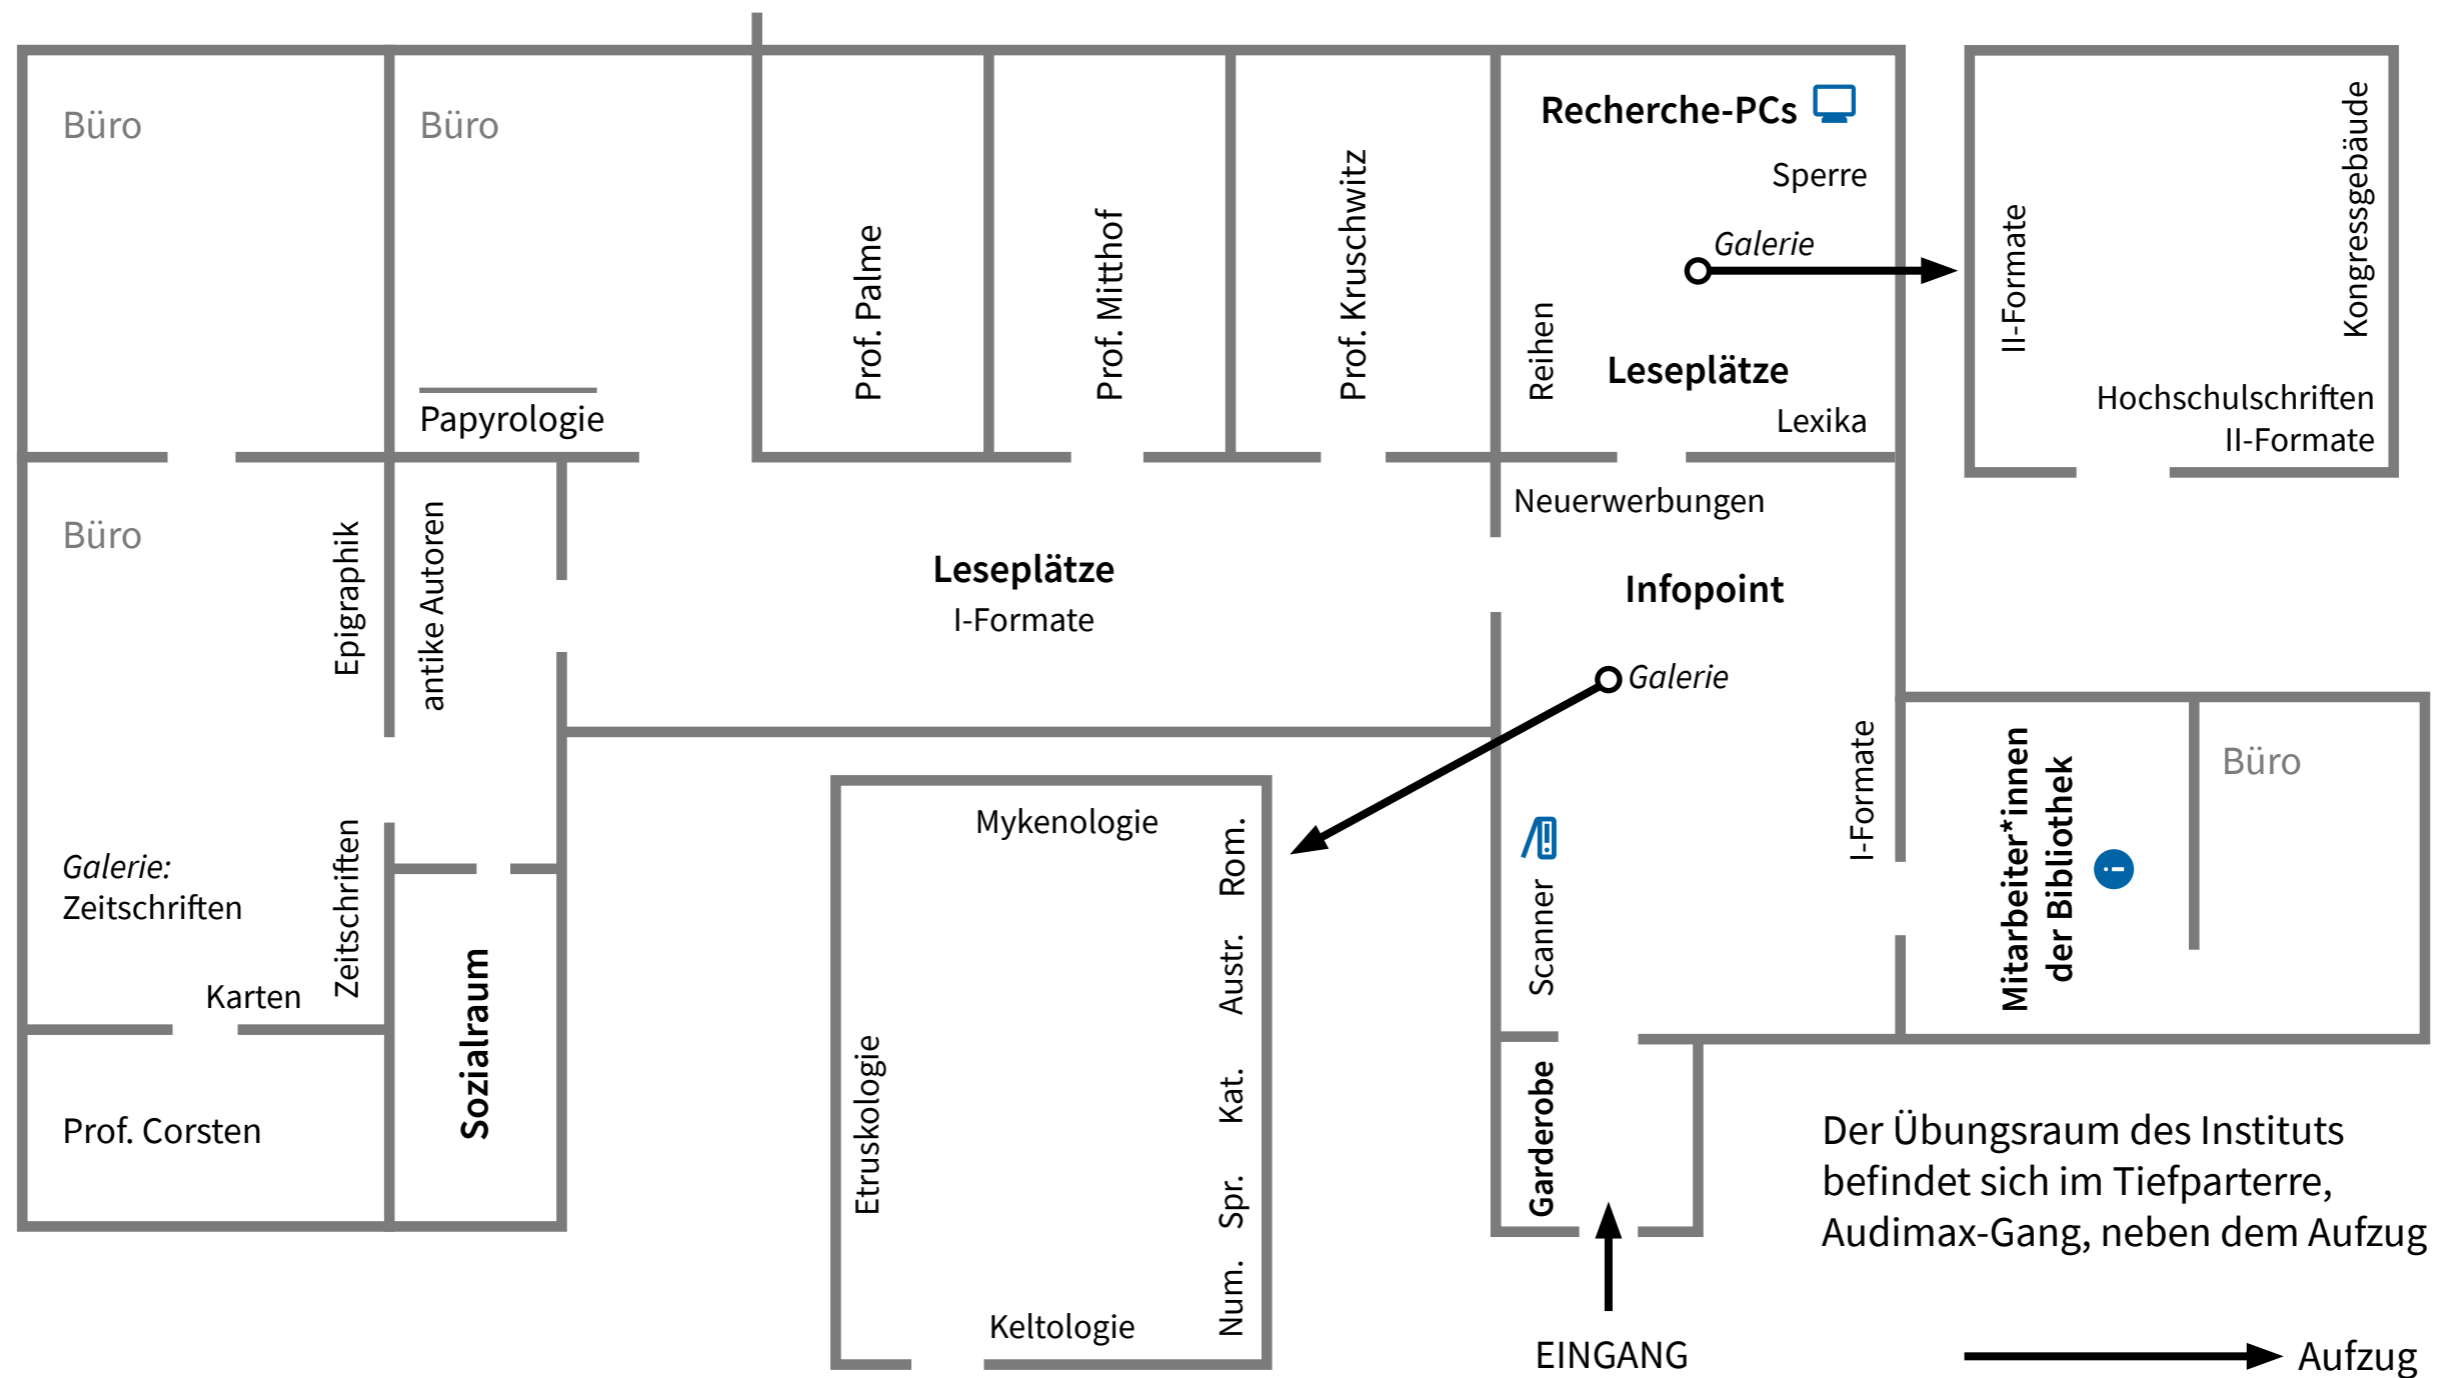 Büro
Büro
Papyrologie
Prof. Palme
Prof. Mitthof
Prof. Kruschwitz
Recherche-PCs
Sperre
Galerie
Reihen
Leseplätze
Lexika
II-Formate
Kongressgebäude
Hochschulschriften
II-Formate
Büro
Epigraphik
antike Autoren
Leseplätze
I-Formate
Neuerwerbungen
Infopoint
Galerie
I-Formate
Scanner
Mitarbeiter*innen
der Bibliothek
Büro
Galerie:
Zeitschriften
Zeitschriften
Karten
Prof. Corsten
Sozialraum
Mykenologie
Etruskologie
Rom.
Austr.
Kat.
Spr.
Num.
Keltologie
Garderobe
EINGANG
Der Übungsraum des Instituts
befindet sich im Tiefparterre,
Audimax-Gang, neben dem Aufzug
Aufzug